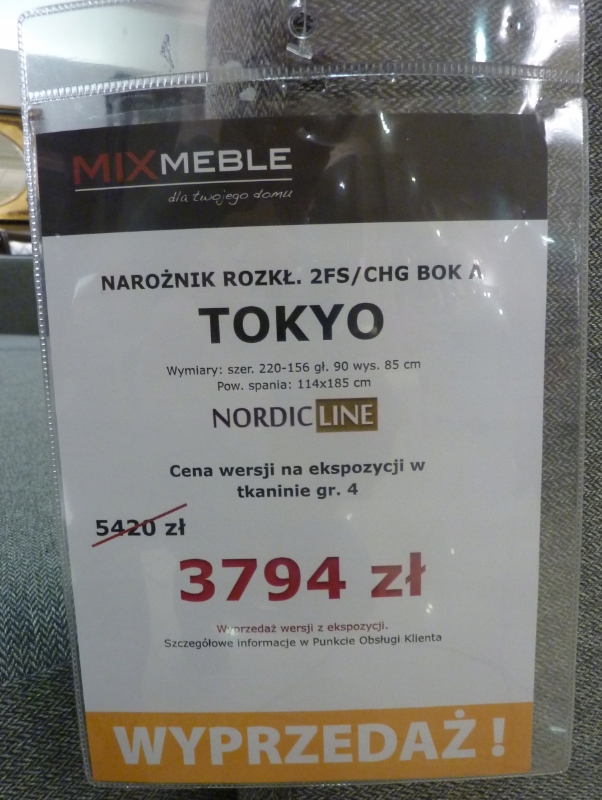 MIXMEBLE
dla twojego domu
NAROŻNIK ROZKŁ. 2FS/CHG BOK A
TOKYO
Wymiary: szer. 220-156 gł. 90 wys. 85 cm
Pow. spania: 114x185 cm
NORDIC LINE
Cena wersji na ekspozycji w
tkaninie gr. 4
5420 zł
3794 zł
Wyprzedaż wersji z ekspozycji.
Szczegółowe informacje w Punkcie Obsługi Klienta
WYPRZEDAŻ !